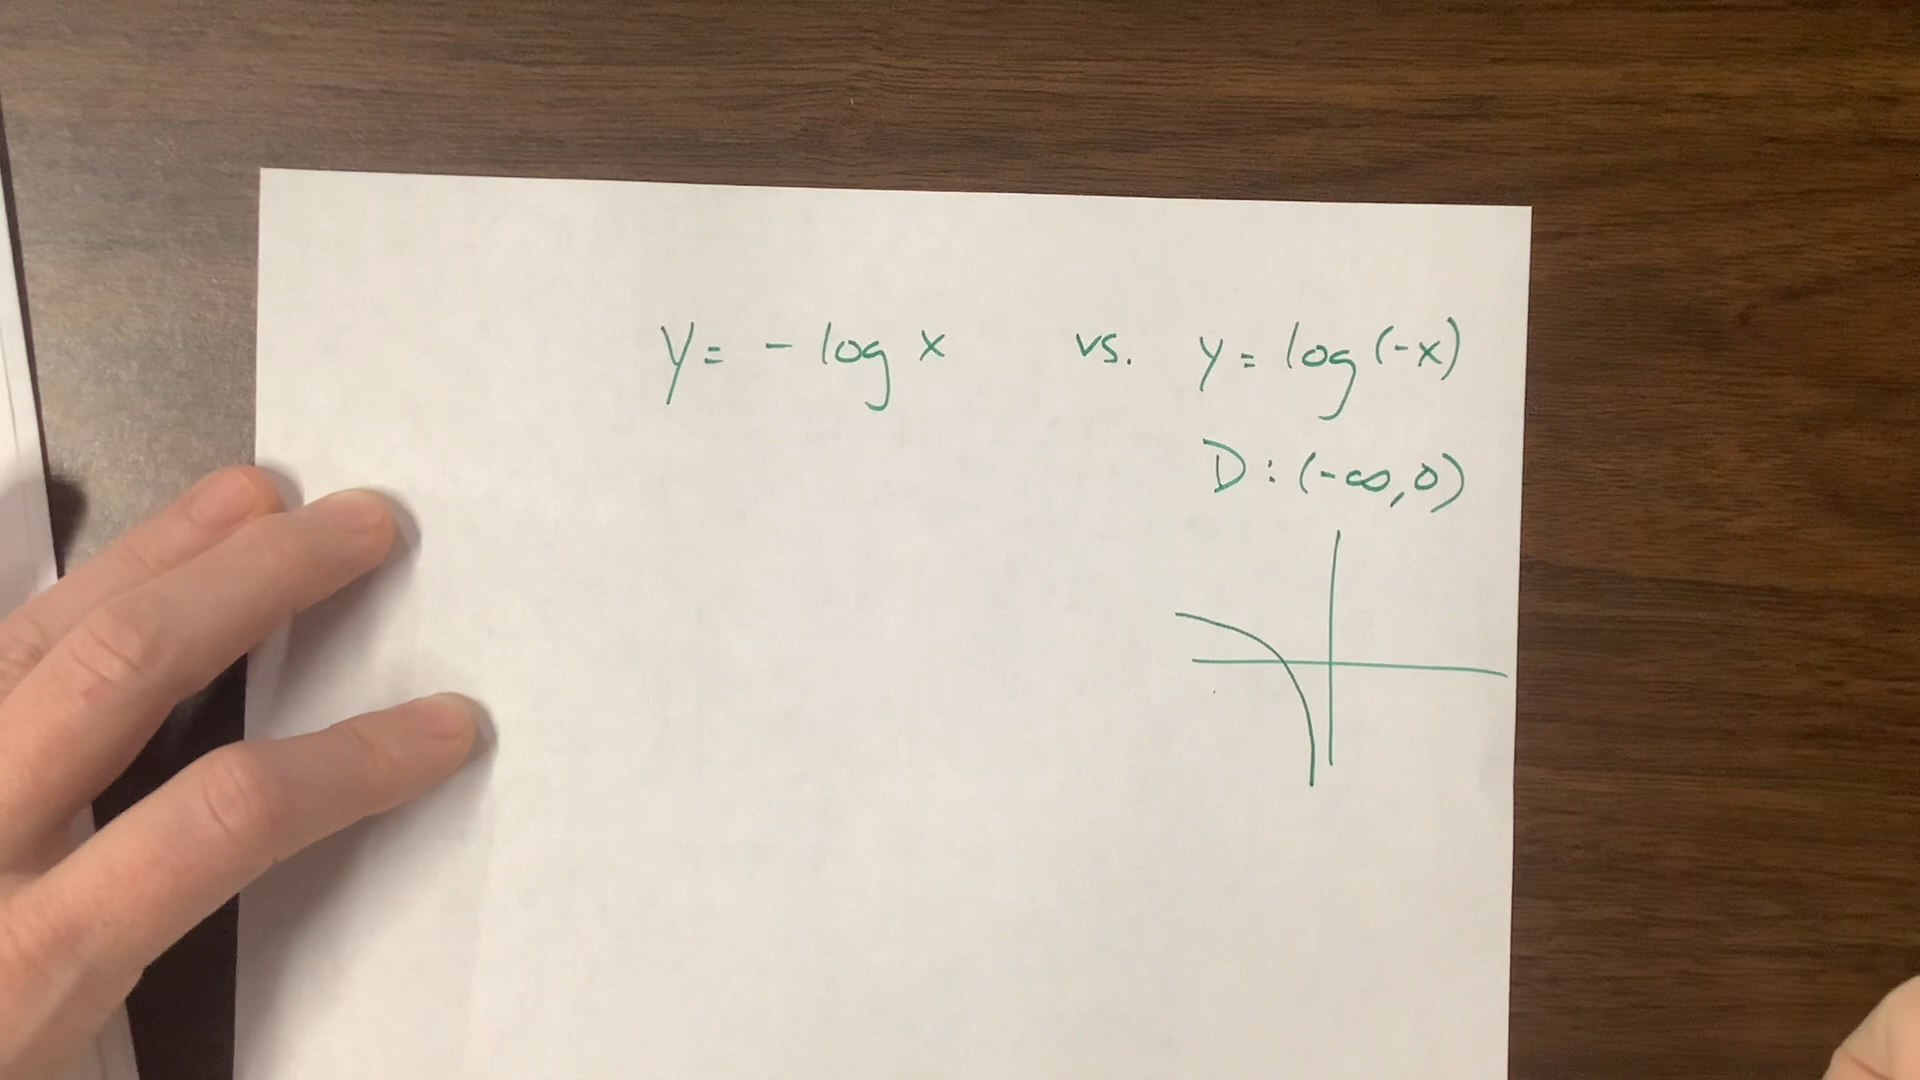 y = - log x vs. y = log (-x)
D : (-∞, 0)